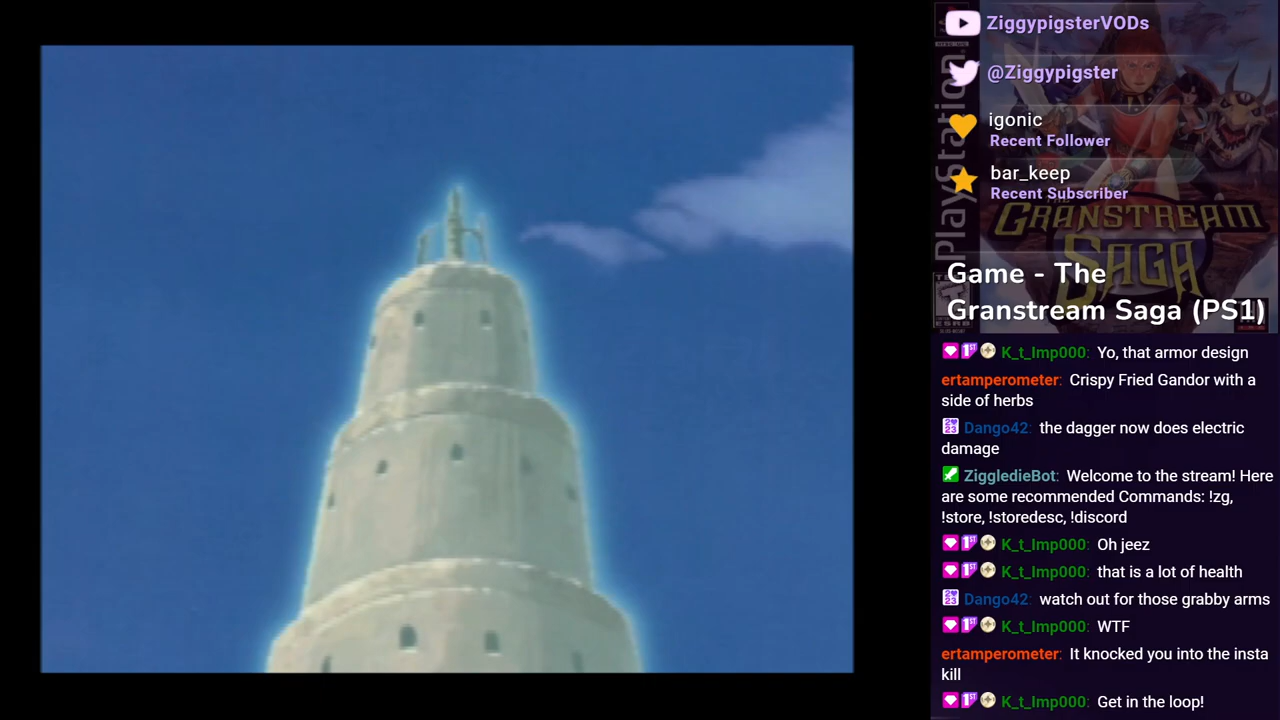 ZiggypigsterVODs
@Ziggypigster
igonic
Recent Follower
bar_keep
Recent Subscriber
PlayStation
THE
GRANSTREAM
SAGA
Game - The
Granstream Saga (PS1)
K_t_Imp000: Yo, that armor design
ertamperometer: Crispy Fried Gandor with a
side of herbs
Dango42: the dagger now does electric
damage
ZiggledieBot: Welcome to the stream! Here
are some recommended Commands: !zg,
!store, !storedesc, !discord
K_t_Imp000: Oh jeez
K_t_Imp000: that is a lot of health
Dango42: watch out for those grabby arms
K_t_Imp000: WTF
ertamperometer: It knocked you into the insta
kill
K_t_Imp000: Get in the loop!